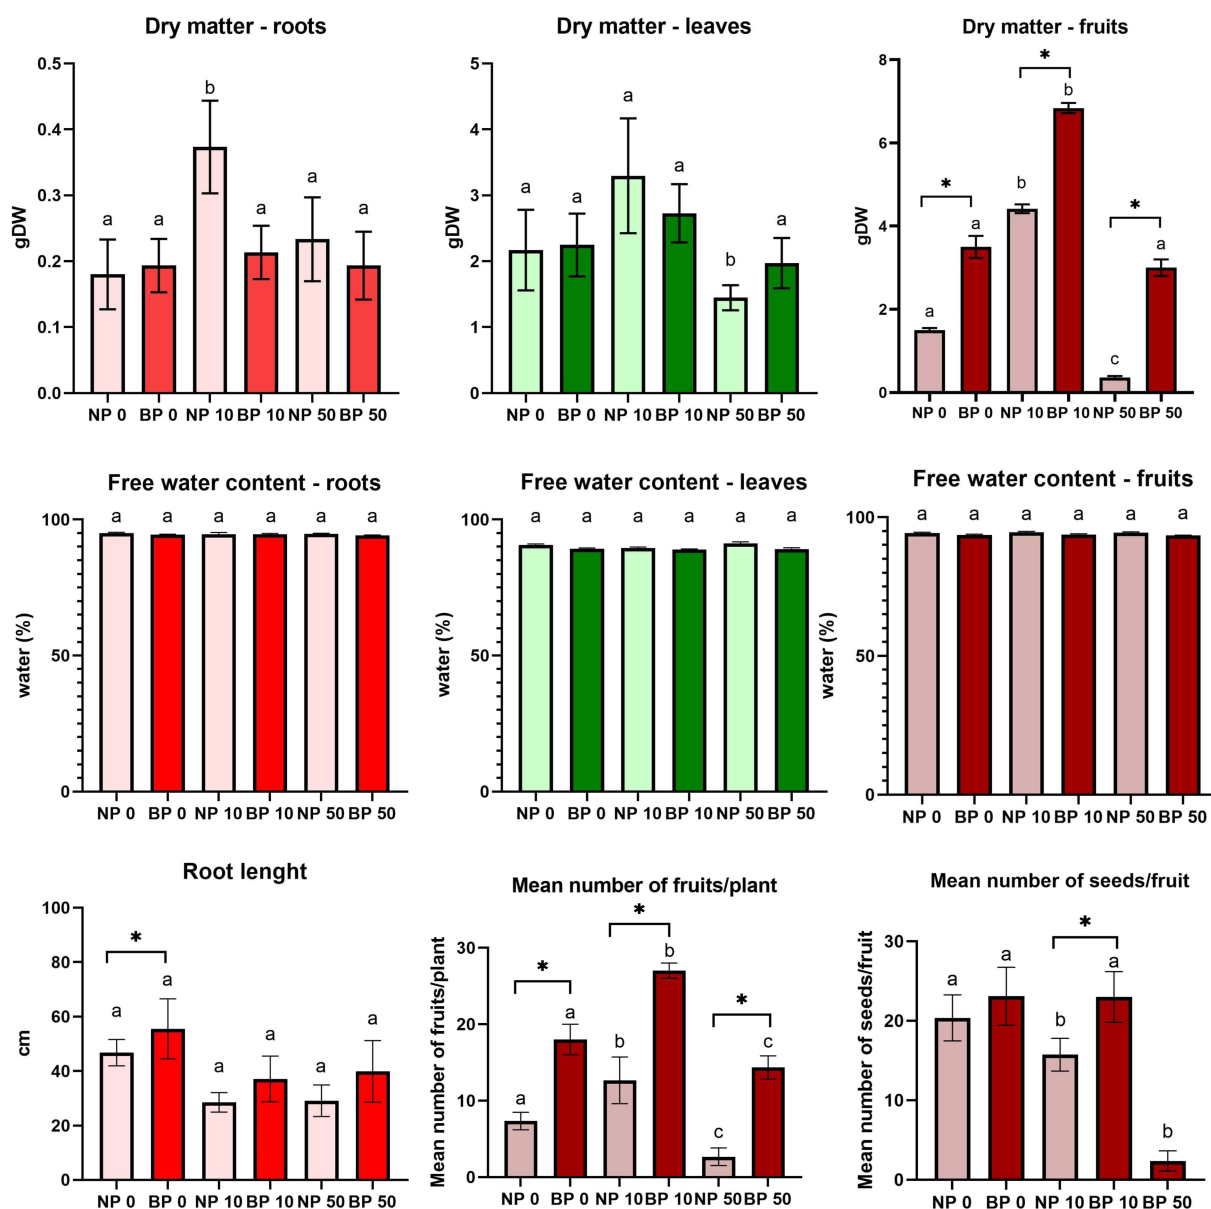 Dry matter - roots
gDW
0.5
0.4
0.3
0.2
0.1
0.0
a
a
b
a
a
a
NP 0 BP 0 NP 10 BP 10 NP 50 BP 50
Dry matter - leaves
gDW
5
4
3
2
1
0
a
a
a
a
b
a
NP 0 BP 0 NP 10 BP 10 NP 50 BP 50
Dry matter - fruits
gDW
8
6
4
2
0
*
*
*
a
a
b
b
c
a
NP 0 BP 0 NP 10 BP 10 NP 50 BP 50
Free water content - roots
water (%)
100
50
0
a a a a a a
NP 0 BP 0 NP 10 BP 10 NP 50 BP 50
Free water content - leaves
water (%)
100
50
0
a a a a a a
NP 0 BP 0 NP 10 BP 10 NP 50 BP 50
Free water content - fruits
water (%)
100
50
0
a a a a a a
NP 0 BP 0 NP 10 BP 10 NP 50 BP 50
Root lenght
cm
100
80
60
40
20
0
*
a
a
a
a
a
a
NP 0 BP 0 NP 10 BP 10 NP 50 BP 50
Mean number of fruits/plant
Mean number of fruits/plant
30
20
10
0
*
*
*
a
a
b
b
c
c
NP 0 BP 0 NP 10 BP 10 NP 50 BP 50
Mean number of seeds/fruit
Mean number of seeds/fruit
30
20
10
0
*
a
a
b
a
b
NP 0 BP 0 NP 10 BP 10 BP 50